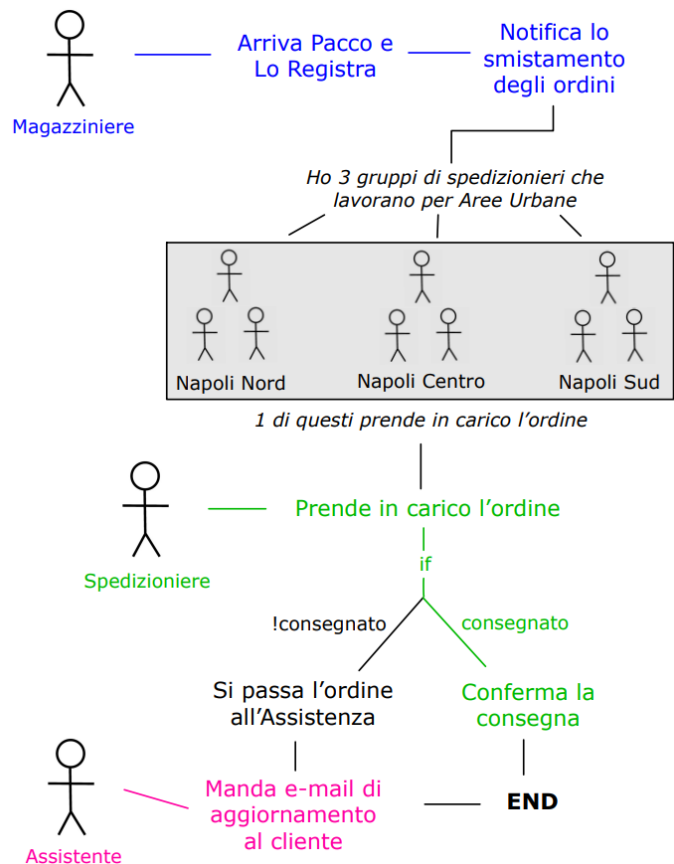 Magazziniere
Arriva Pacco e
Lo Registra
Notifica lo
smistamento
degli ordini
Ho 3 gruppi di spedizionieri che
lavorano per Aree Urbane
Napoli Nord
Napoli Centro
Napoli Sud
1 di questi prende in carico l’ordine
Spedizioniere
Prende in carico l’ordine
if
!consegnato
consegnato
Si passa l’ordine
all’Assistenza
Conferma la
consegna
Assistente
Manda e-mail di
aggiornamento
al cliente
END